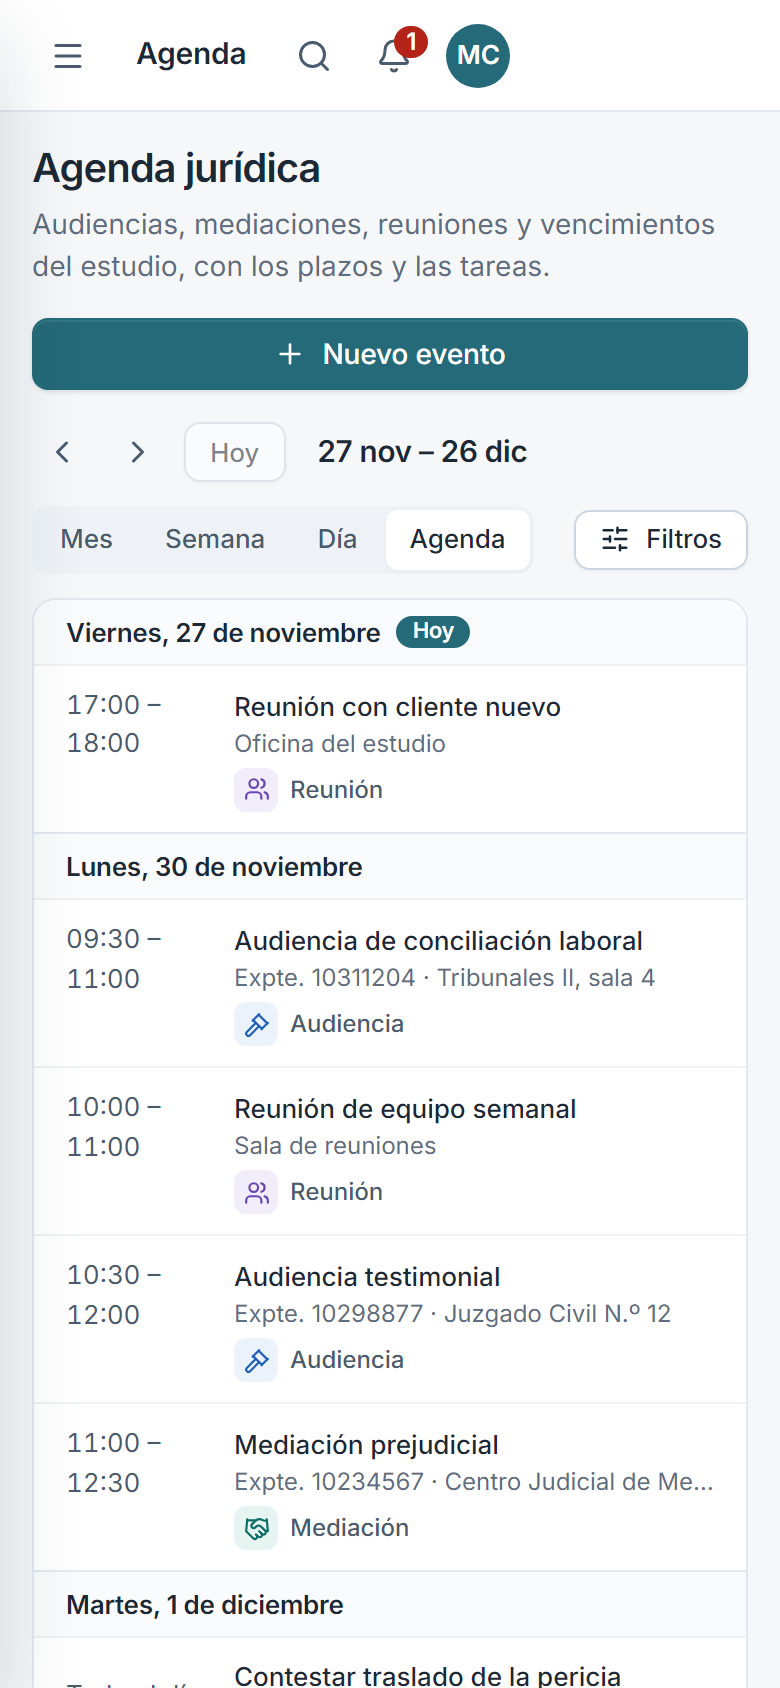 Agenda
1
MC
Agenda jurídica
Audiencias, mediaciones, reuniones y vencimientos
del estudio, con los plazos y las tareas.
Nuevo evento
Hoy
27 nov – 26 dic
Mes
Semana
Día
Agenda
Filtros
Viernes, 27 de noviembre
Hoy
17:00 –
18:00
Reunión con cliente nuevo
Oficina del estudio
Reunión
Lunes, 30 de noviembre
09:30 –
11:00
Audiencia de conciliación laboral
Expte. 10311204 · Tribunales II, sala 4
Audiencia
10:00 –
11:00
Reunión de equipo semanal
Sala de reuniones
Reunión
10:30 –
12:00
Audiencia testimonial
Expte. 10298877 · Juzgado Civil N.º 12
Audiencia
11:00 –
12:30
Mediación prejudicial
Expte. 10234567 · Centro Judicial de Me...
Mediación
Martes, 1 de diciembre
Contestar traslado de la pericia